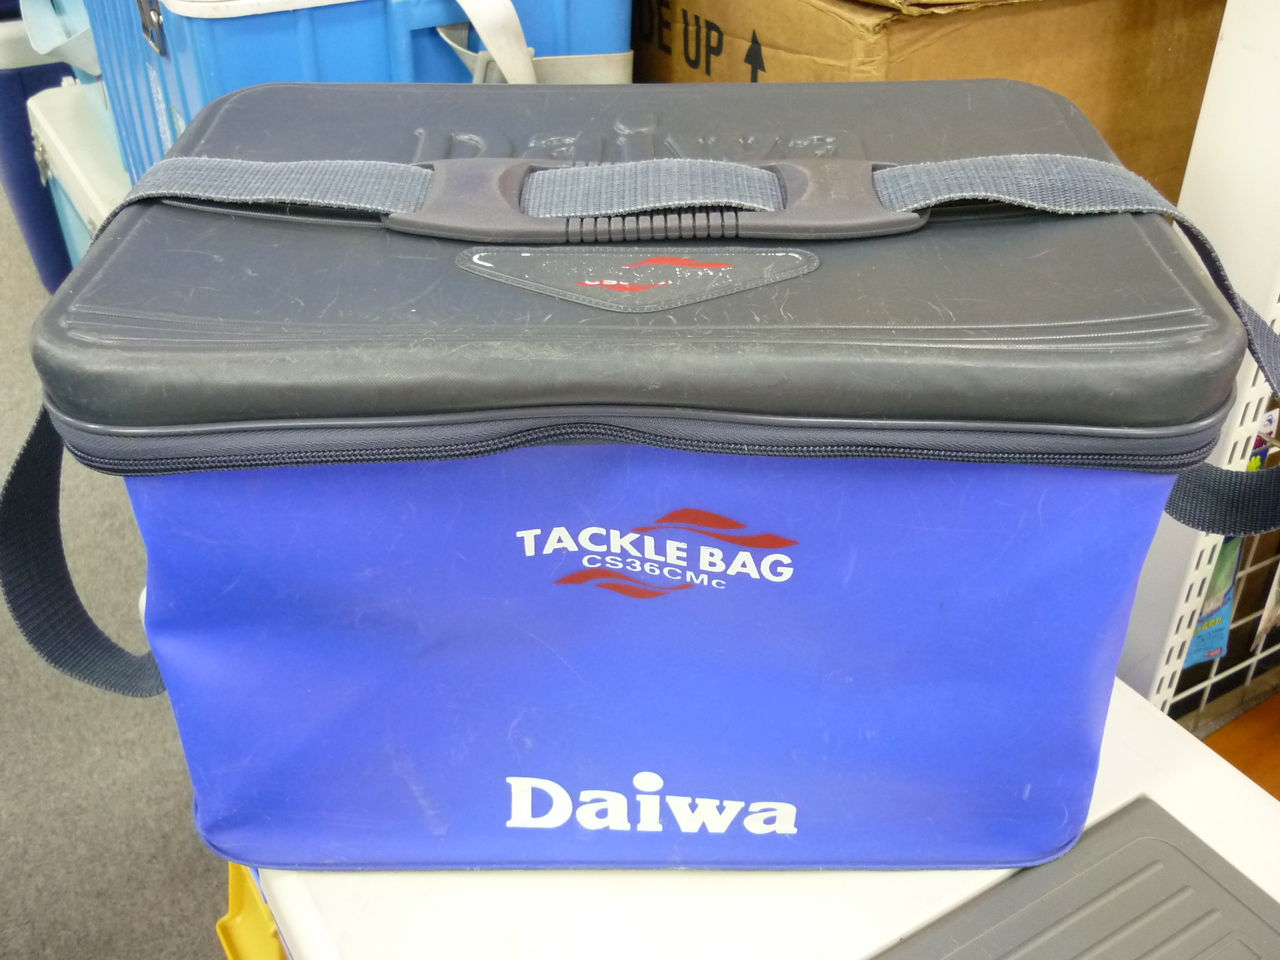 DE UP
Daiwa
TACKLE BAG
CS36CMc
Daiwa